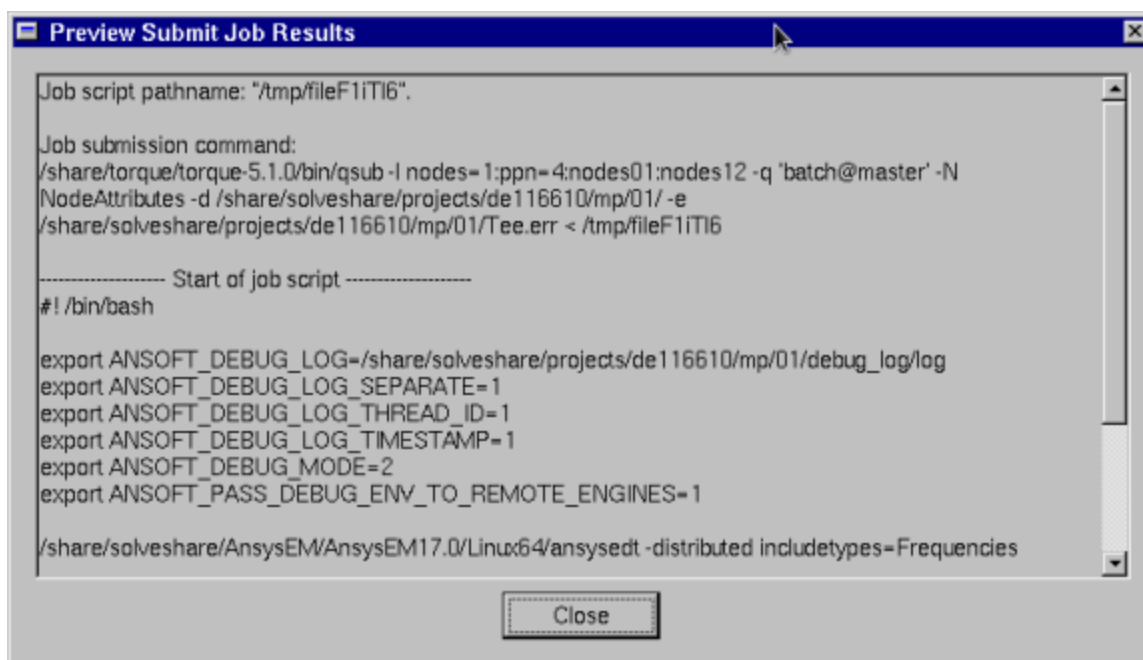 Preview Submit Job Results
Job script pathname: "/tmp/fileF1iTl6".
Job submission command:
/share/torque/torque-5.1.0/bin/qsub -l nodes=1:ppn=4:nodes01:nodes12 -q 'batch@master' -N
NodeAttributes -d /share/solveshare/projects/de116610/mp/01/ -e
/share/solveshare/projects/de116610/mp/01/Tee.err < /tmp/fileF1iTl6
-------------------- Start of job script --------------------
#! /bin/bash
export ANSOFT_DEBUG_LOG=/share/solveshare/projects/de116610/mp/01/debug_log/log
export ANSOFT_DEBUG_LOG_SEPARATE=1
export ANSOFT_DEBUG_LOG_THREAD_ID=1
export ANSOFT_DEBUG_LOG_TIMESTAMP=1
export ANSOFT_DEBUG_MODE=2
export ANSOFT_PASS_DEBUG_ENV_TO_REMOTE_ENGINES=1
/share/solveshare/AnsysEM/AnsysEM17.0/Linux64/ansysedt -distributed includetypes=Frequencies
Close